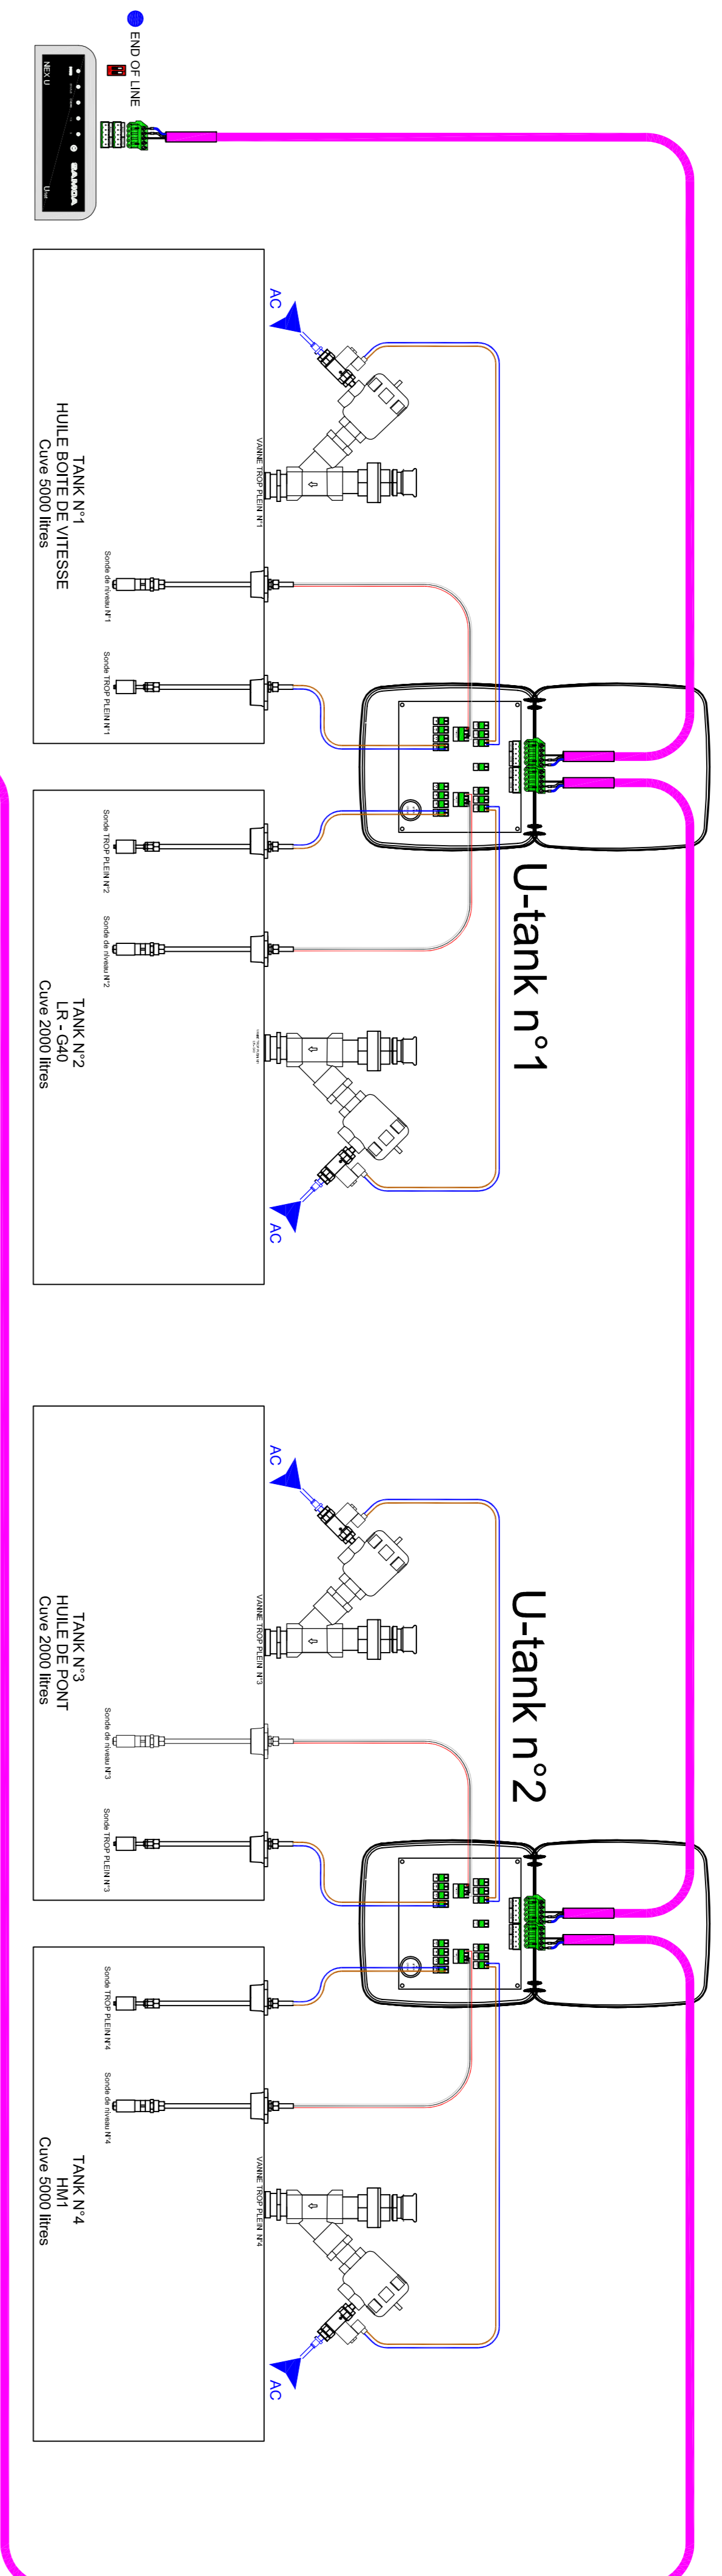 END OF LINE
NEX U
SAMOA
AC
VANNE TROP PLEIN N°1
TANK N°1
HUILE BOITE DE VITESSE
Cuve 5000 litres
Sonde de niveau N°1
Sonde TROP PLEIN N°1
U-tank n°1
Sonde TROP PLEIN N°2
Sonde de niveau N°2
TANK N°2
LR - G40
Cuve 2000 litres
AC
AC
VANNE TROP PLEIN N°3
TANK N°3
HUILE DE PONT
Cuve 2000 litres
Sonde de niveau N°3
Sonde TROP PLEIN N°3
U-tank n°2
Sonde TROP PLEIN N°4
Sonde de niveau N°4
VANNE TROP PLEIN N°4
TANK N°4
HM1
Cuve 5000 litres
AC